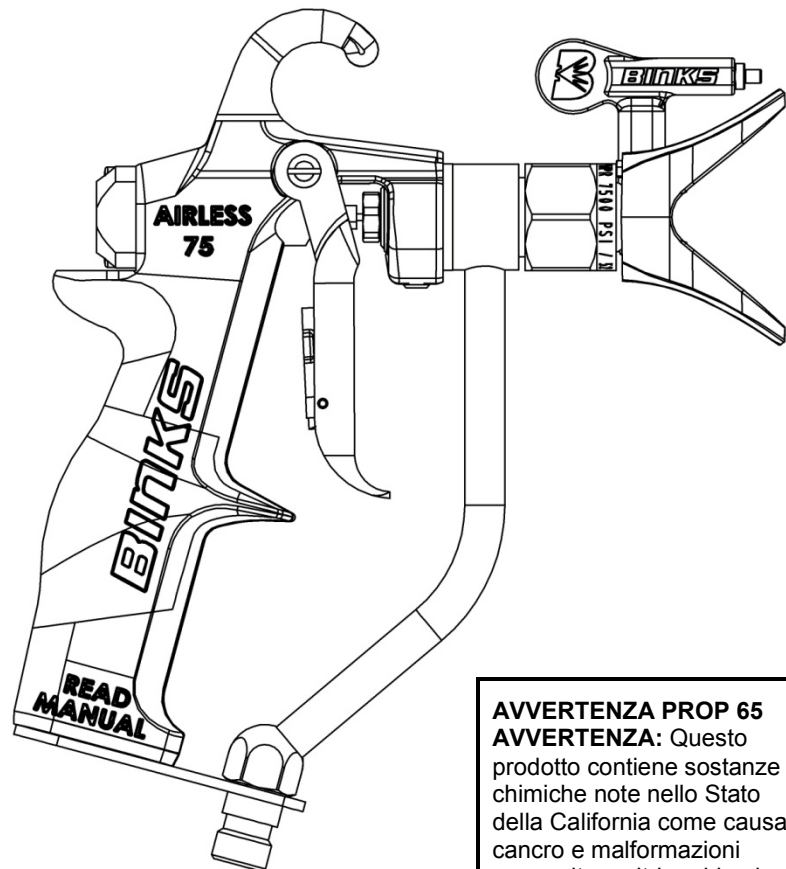 BINKS
7500 PSI /
AIRLESS
75
BINKS
READ
MANUAL
AVVERTENZA PROP 65
AVVERTENZA: Questo
prodotto contiene sostanze
chimiche note nello Stato
della California come causa
cancro e malformazioni